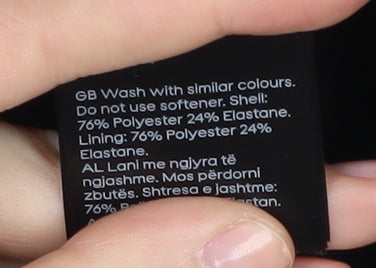 GB Wash with similar colours.
Do not use softener. Shell:
76% Polyester 24% Elastane.
Lining: 76% Polyester 24%
Elastane.
AL Lani me ngjyra të
ngjashme. Mos përdorni
zbutës. Shtresa e jashtme:
76%